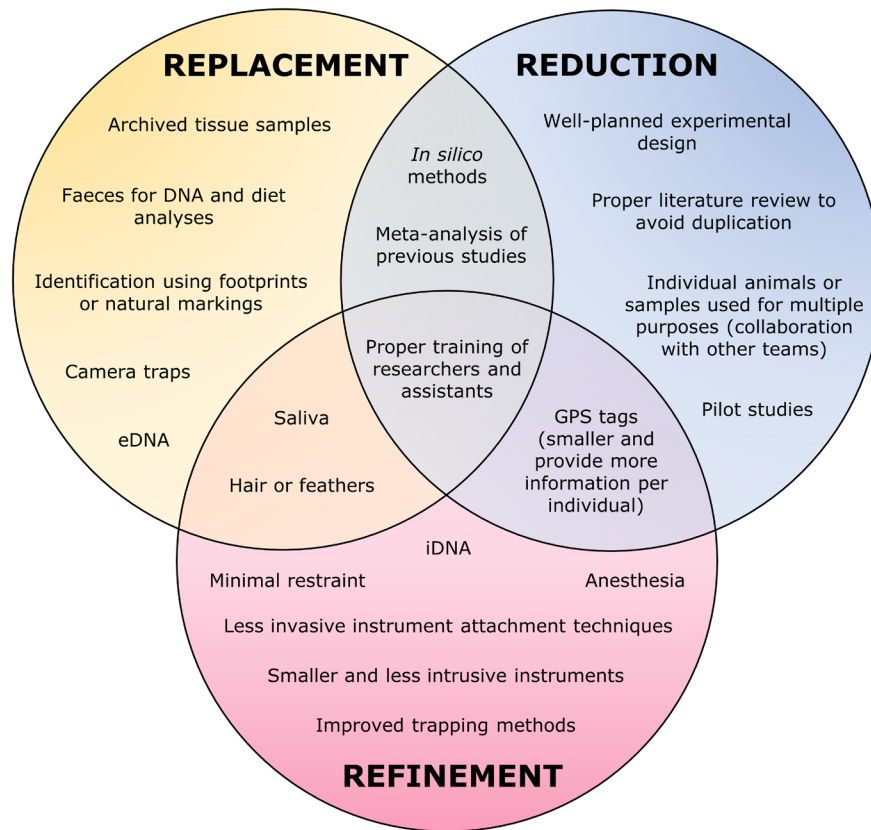 REPLACEMENT
REDUCTION
Archived tissue samples
Faeces for DNA and diet
analyses
Identification using footprints
or natural markings
Camera traps
eDNA
In silico
methods
Meta-analysis of
previous studies
Well-planned experimental
design
Proper literature review to
avoid duplication
Individual animals or
samples used for multiple
purposes (collaboration
with other teams)
Pilot studies
Proper training of
researchers and
assistants
Saliva
Hair or feathers
GPS tags
(smaller and
provide more
information per
individual)
iDNA
Minimal restraint
Anesthesia
Less invasive instrument attachment techniques
Smaller and less intrusive instruments
Improved trapping methods
REFINEMENT